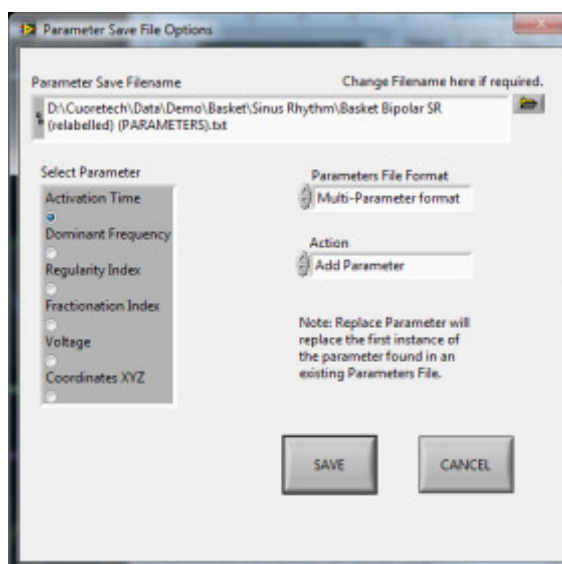 Parameter Save File Options
Parameter Save Filename
Change Filename here if required.
D:\Cuoretech\Data\Demo\Basket\Sinus Rhythm\Basket Bipolar SR
(relabelled) (PARAMETERS).txt
Select Parameter
Activation Time
Dominant Frequency
Regularity Index
Fractionation Index
Voltage
Coordinates XYZ
Parameters File Format
Multi-Parameter format
Action
Add Parameter
Note: Replace Parameter will
replace the first instance of
the parameter found in an
existing Parameters File.
SAVE
CANCEL